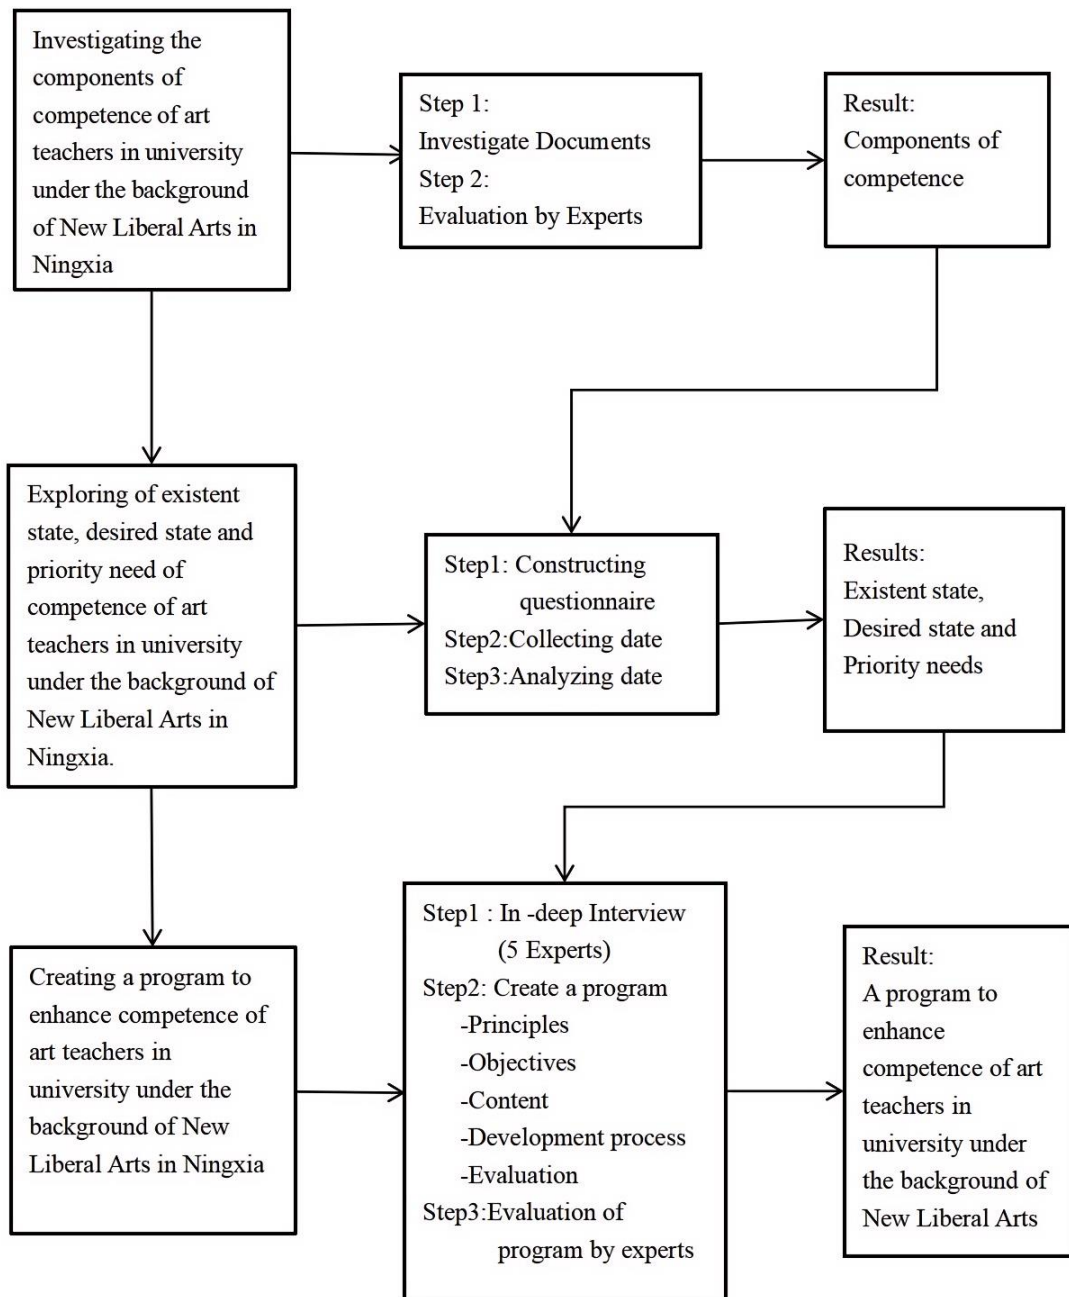 Investigating the
components of
competence of art
teachers in university
under the background
of New Liberal Arts in
Ningxia
Step 1:
Investigate Documents
Step 2:
Evaluation by Experts
Result:
Components of
competence
Exploring of existent
state, desired state and
priority need of
competence of art
teachers in university
under the background of
New Liberal Arts in
Ningxia.
Step1: Constructing
questionnaire
Step2:Collecting date
Step3:Analyzing date
Results:
Existent state,
Desired state and
Priority needs
Creating a program to
enhance competence of
art teachers in
university under the
background of New
Liberal Arts in Ningxia
Step1 : In -deep Interview
(5 Experts)
Step2: Create a program
-Principles
-Objectives
-Content
-Development process
-Evaluation
Step3:Evaluation of
program by experts
Result:
A program to
enhance
competence of art
teachers in
university under
the background of
New Liberal Arts